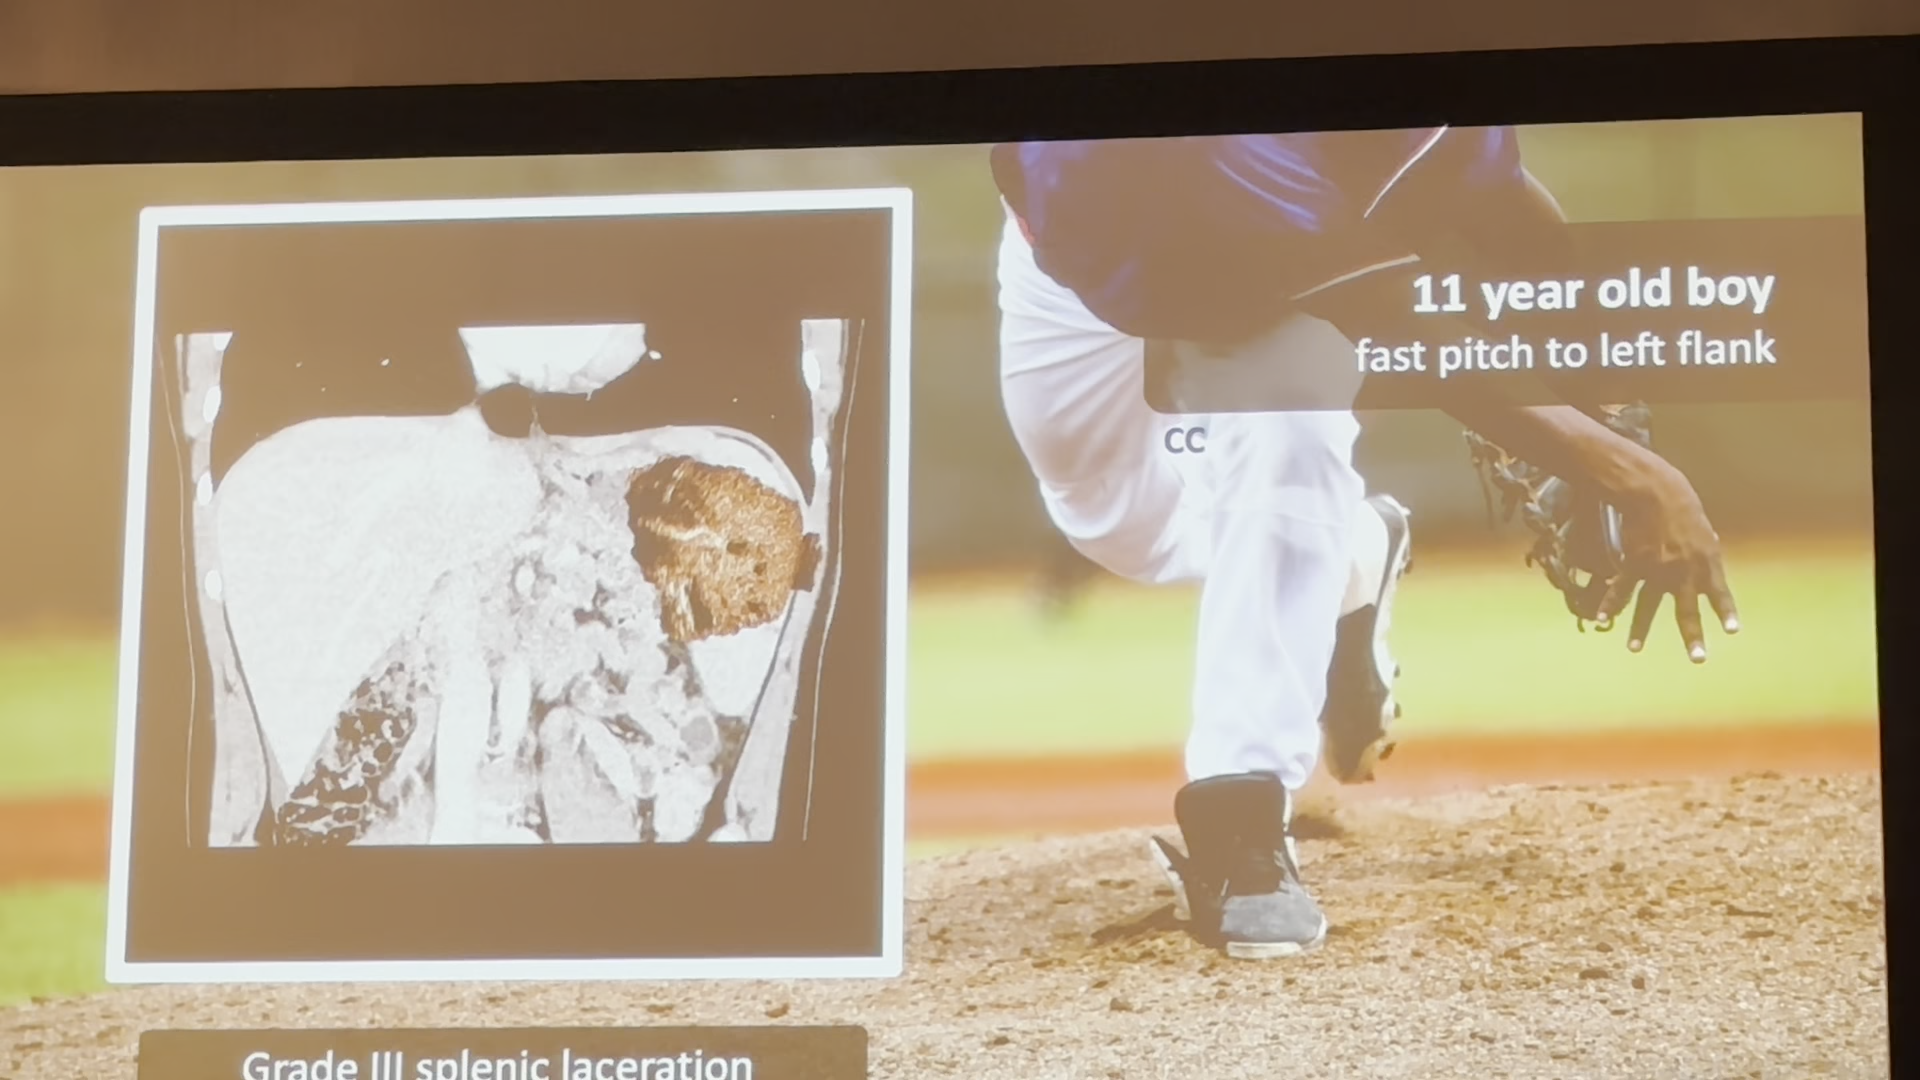 11 year old boy
fast pitch to left flank
CC
Grade III splenic laceration